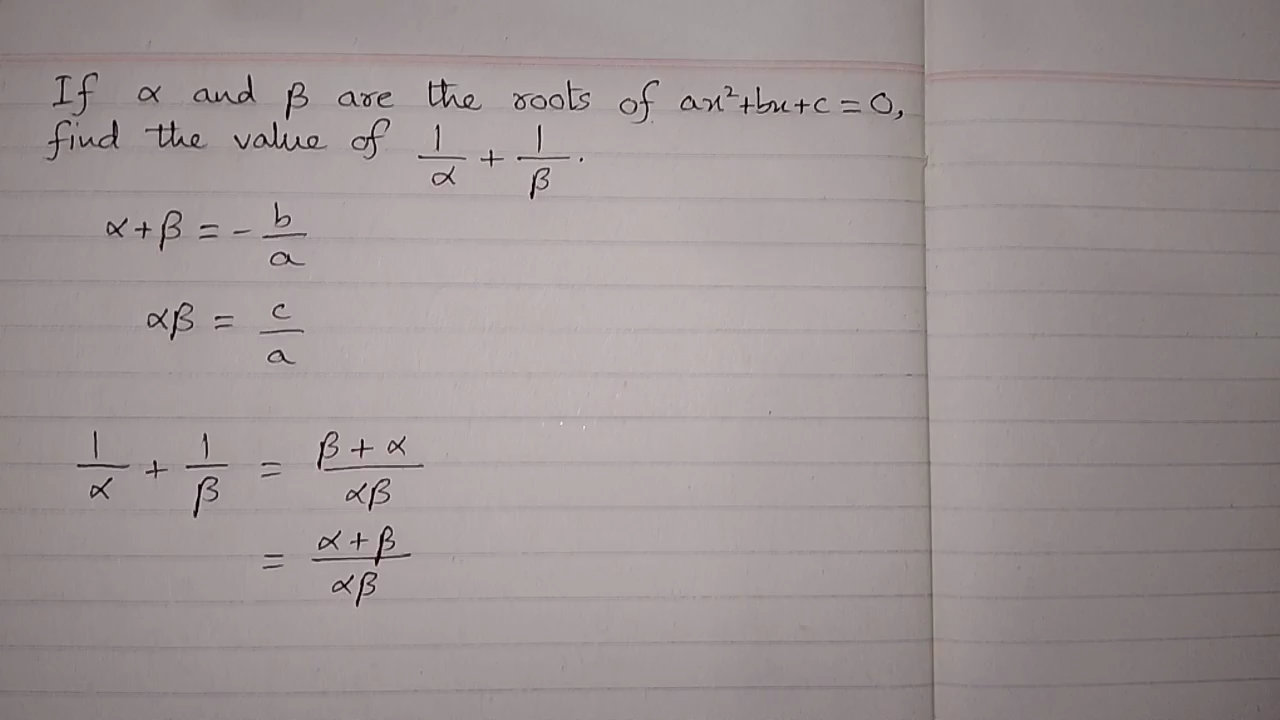 If α and β are the roots of ax²+bx+c=0,
find the value of 1/α + 1/β.
α+β = - b/a
αβ = c/a
1/α + 1/β = β+α/αβ
= α+β/αβ